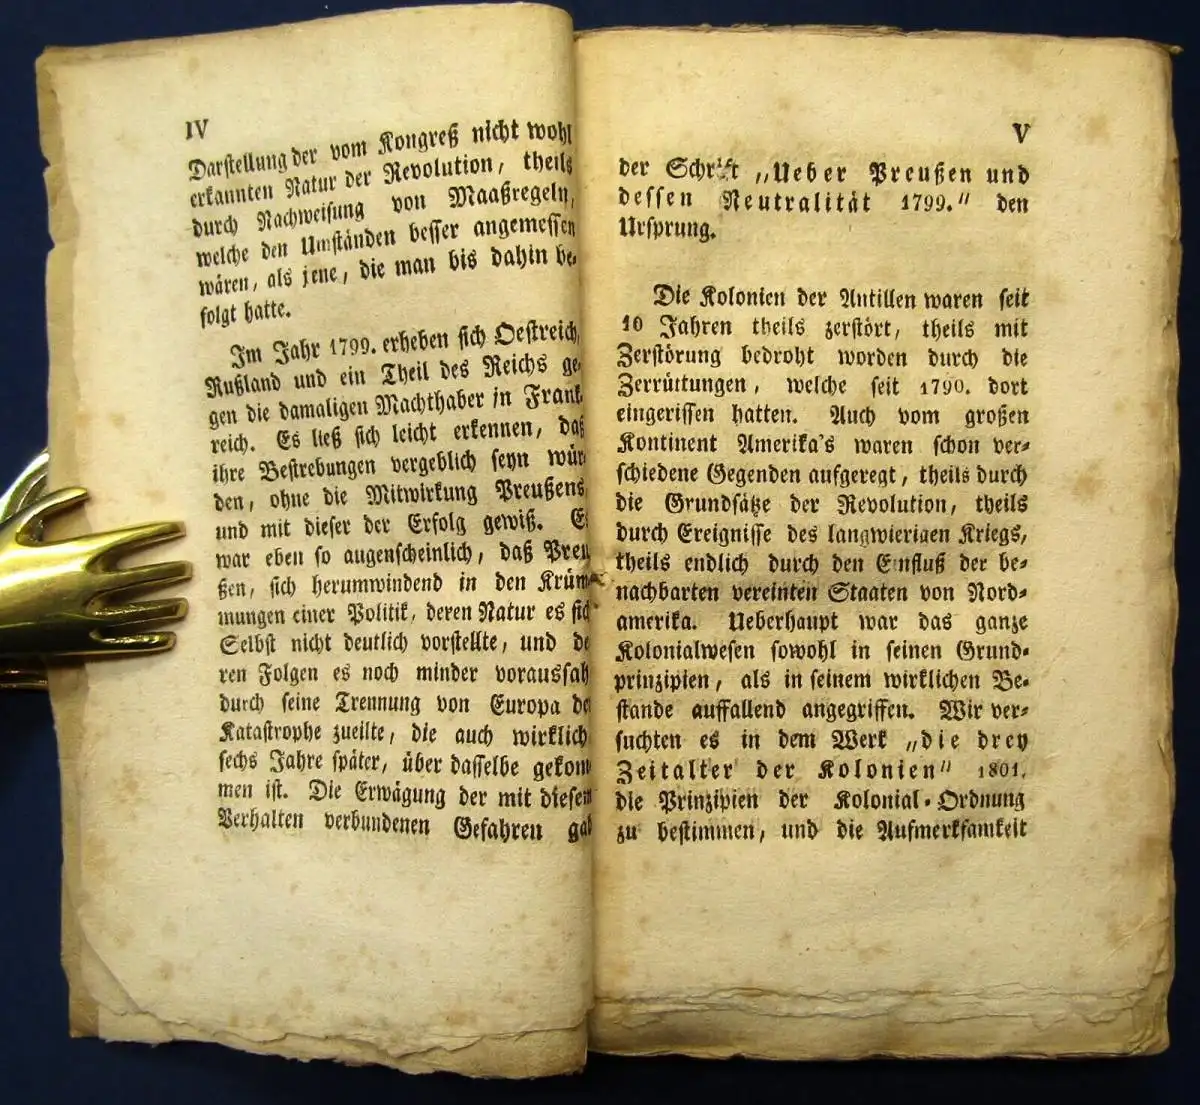 IV
Darstellung der vom Kongreß nicht wohl
erkannten Natur der Revolution, theils
durch Nachweisung von Maaßregeln,
welche den Umständen besser angemessen
wären, als jene, die man bis dahin be-
folgt hatte.
Im Jahr 1799. erheben sich Oestreich,
Rußland und ein Theil des Reichs ge-
gen die damaligen Machthaber in Frank-
reich. Es ließ sich leicht erkennen, daß
ihre Bestrebungen vergeblich seyn wür-
den, ohne die Mitwirkung Preußens,
und mit dieser der Erfolg gewiß. Es
war eben so augenscheinlich, daß Preu
ßen, sich herumwindend in den Krüm
mungen einer Politik, deren Natur es sich
Selbst nicht deutlich vorstellte, und de
ren Folgen es noch minder voraussah
durch seine Trennung von Europa der
Katastrophe zueilte, die auch wirklich
sechs Jahre später, über dasselbe gekom
men ist. Die Erwägung der mit diesem
Verhalten verbundenen Gefahren gab
V
der Schrift „Ueber Preußen und
dessen Neutralität 1799.“ den
Ursprung.
Die Kolonien der Antillen waren seit
10 Jahren theils zerstört, theils mit
Zerstörung bedroht worden durch die
Zerrüttungen, welche seit 1790. dort
eingerissen hatten. Auch vom großen
Kontinent Amerika's waren schon ver-
schiedene Gegenden aufgeregt, theils durch
die Grundsätze der Revolution, theils
durch Ereignisse des langwierigen Kriegs,
theils endlich durch den Einfluß der be-
nachbarten vereinten Staaten von Nord-
amerika. Ueberhaupt war das ganze
Kolonialwesen sowohl in seinen Grund-
prinzipien, als in seinem wirklichen Be-
stande auffallend angegriffen. Wir ver-
suchten es in dem Werk „die drey
Zeitalter der Kolonien“ 1801.
die Prinzipien der Kolonial-Ordnung
zu bestimmen, und die Aufmerksamkeit